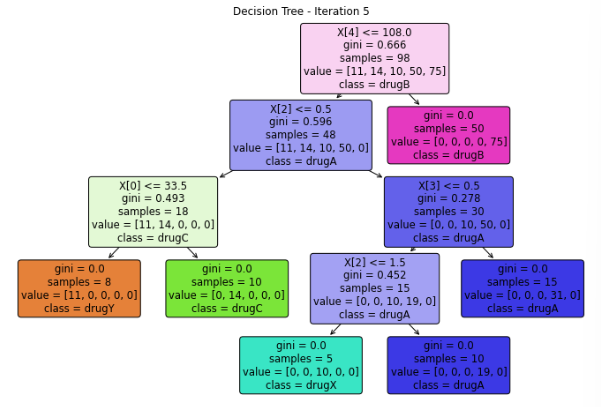 Decision Tree - Iteration 5
X[4] <= 108.0
gini = 0.666
samples = 98
value = [11, 14, 10, 50, 75]
class = drugB
X[2] <= 0.5
gini = 0.596
samples = 48
value = [11, 14, 10, 50, 0]
class = drugA
gini = 0.0
samples = 50
value = [0, 0, 0, 0, 75]
class = drugB
X[0] <= 33.5
gini = 0.493
samples = 18
value = [11, 14, 0, 0, 0]
class = drugC
X[3] <= 0.5
gini = 0.278
samples = 30
value = [0, 0, 10, 50, 0]
class = drugA
gini = 0.0
samples = 8
value = [11, 0, 0, 0, 0]
class = drugY
gini = 0.0
samples = 10
value = [0, 14, 0, 0, 0]
class = drugC
X[2] <= 1.5
gini = 0.452
samples = 15
value = [0, 0, 10, 19, 0]
class = drugA
gini = 0.0
samples = 15
value = [0, 0, 0, 31, 0]
class = drugA
gini = 0.0
samples = 5
value = [0, 0, 10, 0, 0]
class = drugX
gini = 0.0
samples = 10
value = [0, 0, 0, 19, 0]
class = drugA